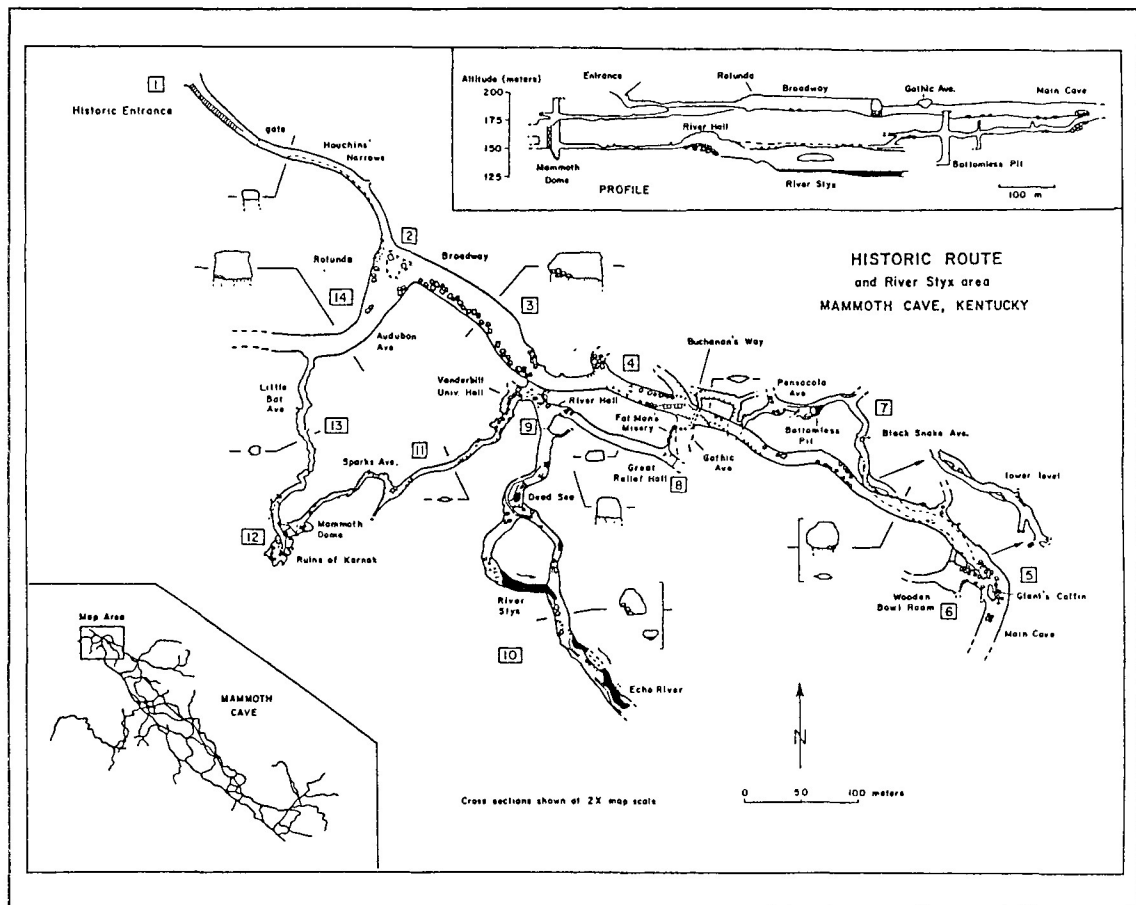 1
Historic Entrance
gate
Houchins'
Narrows
2
Rotunda
Broadway
3
14
Audubon
Ave
Little
Bat
Ave
13
Vanderbilt
Univ. Hall
River Hall
9
11
Sparks Ave.
12
Mammoth
Dome
Ruins of Karnak
4
Buchanan's Way
Fat Man's
Misery
Great
Relief Hall
8
Gothic
Ave
Pensacola
Ave
Bottomless
Pit
7
Black Snake Ave.
lower level
5
Giant's Coffin
Wooden
Bowl Room
6
Main Cave
Dead Sea
River
Styx
10
Echo River
N
Cross sections shown at 2X map scale
0 50 100 meters
HISTORIC ROUTE
and River Styx area
MAMMOTH CAVE, KENTUCKY
Altitude (meters)
200
175
150
125
Entrance
Rotunda
Broadway
Gothic Ave.
Main Cave
River Hall
Mammoth
Dome
PROFILE
River Styx
Bottomless Pit
100 m
Map Area
MAMMOTH
CAVE